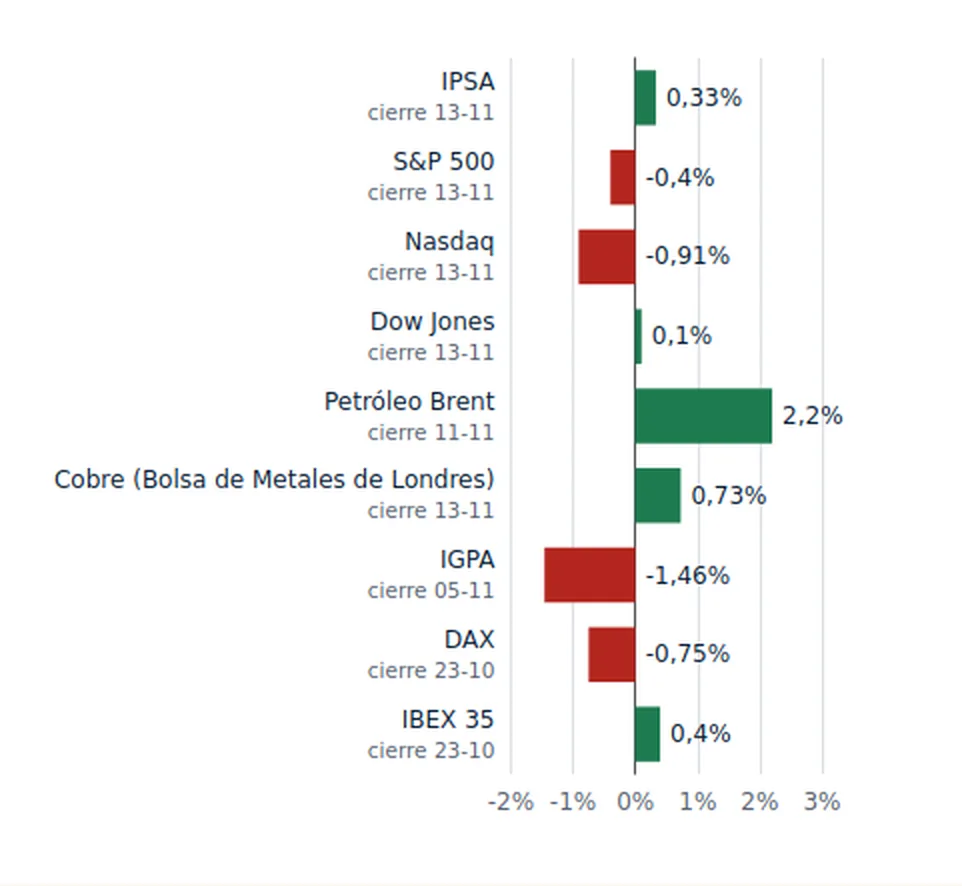 IPSA
cierre 13-11
0,33%
S&P 500
cierre 13-11
-0,4%
Nasdaq
cierre 13-11
-0,91%
Dow Jones
cierre 13-11
0,1%
Petróleo Brent
cierre 11-11
2,2%
Cobre (Bolsa de Metales de Londres)
cierre 13-11
0,73%
IGPA
cierre 05-11
-1,46%
DAX
cierre 23-10
-0,75%
IBEX 35
cierre 23-10
0,4%
-2% -1% 0% 1% 2% 3%